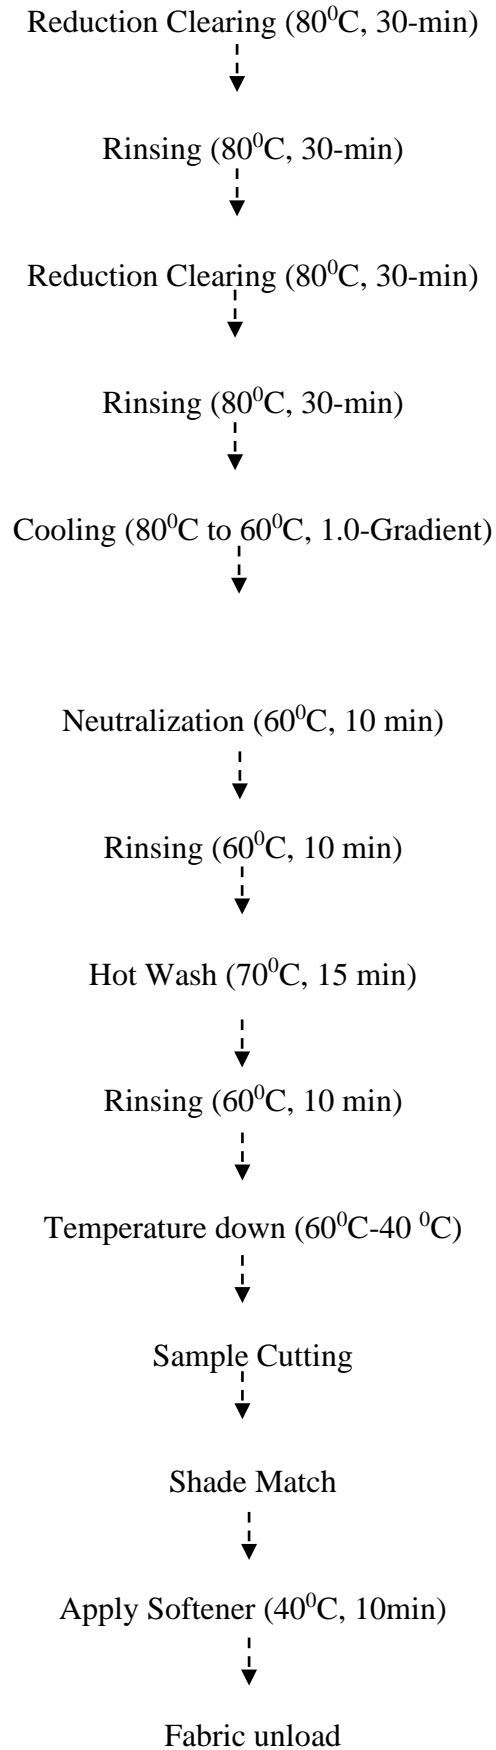 Reduction Clearing (80⁰C, 30-min)
Rinsing (80⁰C, 30-min)
Reduction Clearing (80⁰C, 30-min)
Rinsing (80⁰C, 30-min)
Cooling (80⁰C to 60⁰C, 1.0-Gradient)
Neutralization (60⁰C, 10 min)
Rinsing (60⁰C, 10 min)
Hot Wash (70⁰C, 15 min)
Rinsing (60⁰C, 10 min)
Temperature down (60⁰C-40 ⁰C)
Sample Cutting
Shade Match
Apply Softener (40⁰C, 10min)
Fabric unload